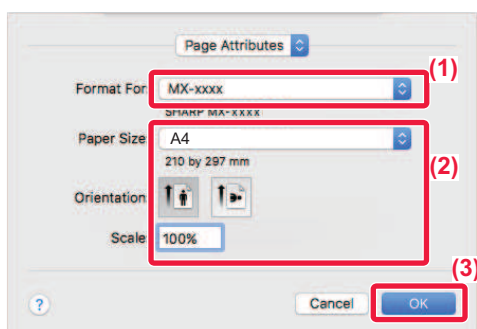 Page Attributes
(1)
Format For: MX-xxxx
SHARP MX-xxxx
Paper Size: A4
210 by 297 mm
(2)
Orientation:
Scale: 100%
(3)
? Cancel OK